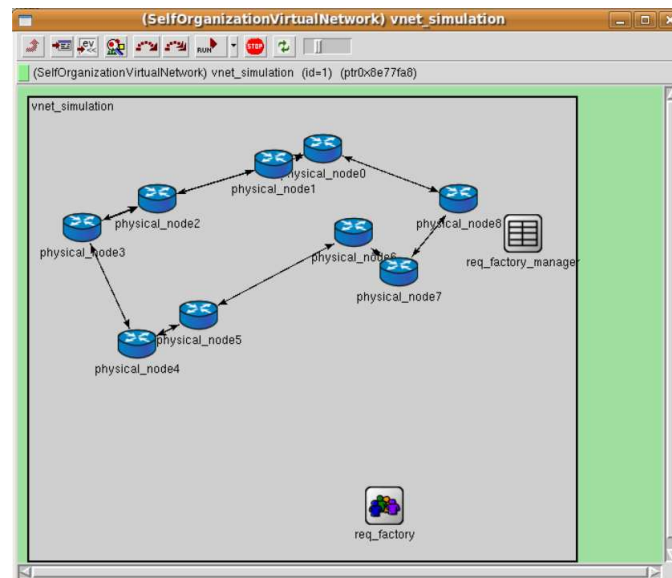 (SelfOrganizationVirtualNetwork) vnet_simulation
ev
RUN
STOP
(SelfOrganizationVirtualNetwork) vnet_simulation (id=1) (ptr0x8e77fa8)
vnet_simulation
physical_node0
physical_node1
physical_node2
physical_node8
physical_node3
physical_node6
req_factory_manager
physical_node7
physical_node5
physical_node4
req_factory